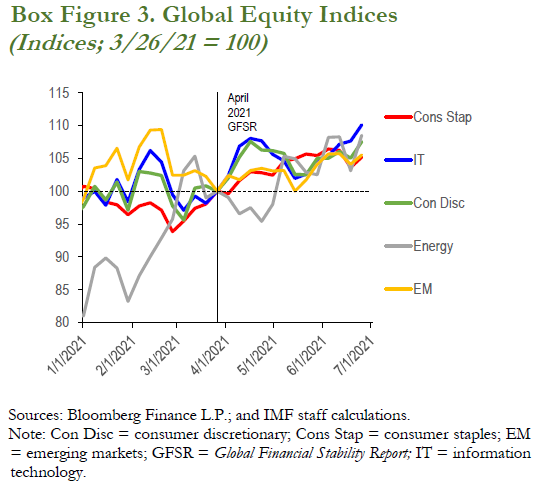 Box Figure 3. Global Equity Indices
(Indices; 3/26/21 = 100)
115
110
105
100
95
90
85
80
April
2021
GFSR
1/1/2021
2/1/2021
3/1/2021
4/1/2021
5/1/2021
6/1/2021
7/1/2021
Cons Stap
IT
Con Disc
Energy
EM
Sources: Bloomberg Finance L.P.; and IMF staff calculations.
Note: Con Disc = consumer discretionary; Cons Stap = consumer staples; EM
= emerging markets; GFSR = Global Financial Stability Report; IT = information
technology.